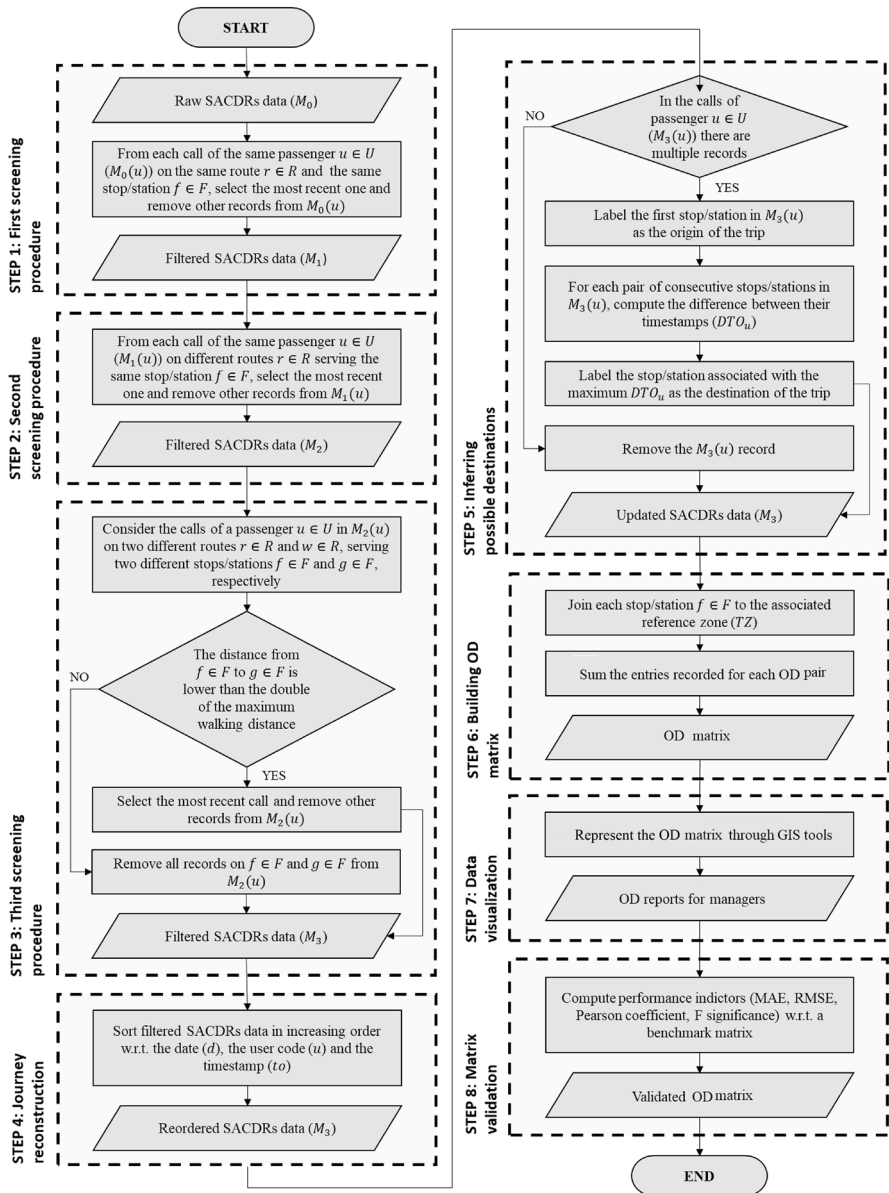 START
STEP 1: First screening
procedure
Raw SACDRs data (M₀)
From each call of the same passenger u ∈ U
(M₀(u)) on the same route r ∈ R and the same
stop/station f ∈ F, select the most recent one and
remove other records from M₀(u)
Filtered SACDRs data (M₁)
STEP 2: Second
screening procedure
From each call of the same passenger u ∈ U
(M₁(u)) on different routes r ∈ R serving the
same stop/station f ∈ F, select the most recent
one and remove other records from M₁(u)
Filtered SACDRs data (M₂)
STEP 3: Third screening
procedure
Consider the calls of a passenger u ∈ U in M₂(u)
on two different routes r ∈ R and w ∈ R, serving
two different stops/stations f ∈ F and g ∈ F,
respectively
The distance from
f ∈ F to g ∈ F is
lower than the double
of the maximum
walking distance
NO
YES
Select the most recent call and remove other
records from M₂(u)
Remove all records on f ∈ F and g ∈ F from
M₂(u)
Filtered SACDRs data (M₃)
STEP 4: Journey
reconstruction
Sort filtered SACDRs data in increasing order
w.r.t. the date (d), the user code (u) and the
timestamp (to)
Reordered SACDRs data (M₃)
STEP 5: Inferring
possible destinations
In the calls of
passenger u ∈ U
(M₃(u)) there are
multiple records
NO
YES
Label the first stop/station in M₃(u)
as the origin of the trip
For each pair of consecutive stops/stations in
M₃(u), compute the difference between their
timestamps (DTOᵤ)
Label the stop/station associated with the
maximum DTOᵤ as the destination of the trip
Remove the M₃(u) record
Updated SACDRs data (M₃)
STEP 6: Building OD
matrix
Join each stop/station f ∈ F to the associated
reference zone (TZ)
Sum the entries recorded for each OD pair
OD matrix
STEP 7: Data
visualization
Represent the OD matrix through GIS tools
OD reports for managers
STEP 8: Matrix
validation
Compute performance indictors (MAE, RMSE,
Pearson coefficient, F significance) w.r.t. a
benchmark matrix
Validated OD matrix
END